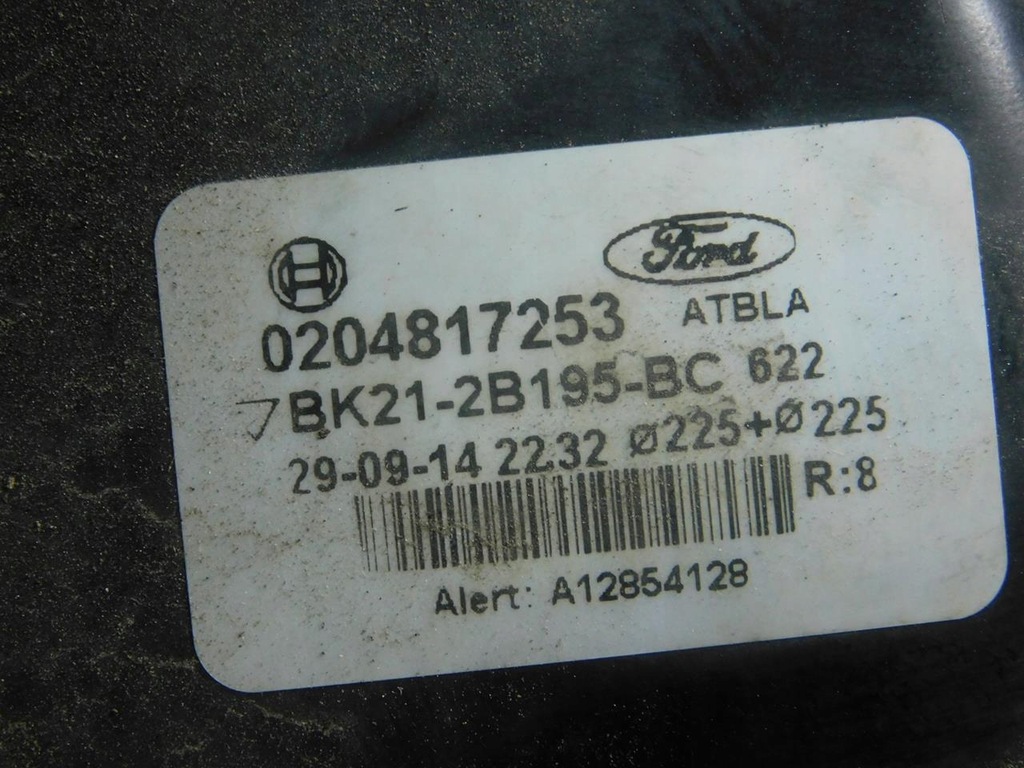 Ford
0204817253 ATBLA
BK21-2B195-BC 622
29-09-14 2232 Ø225+Ø225
R:8
Alert: A12854128